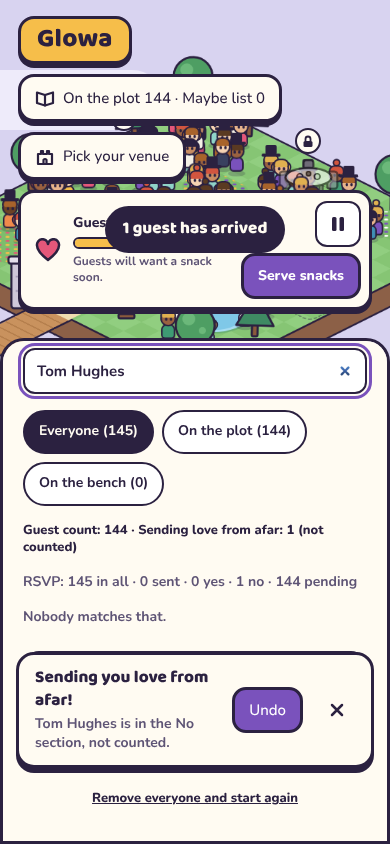 Glowa
On the plot 144 · Maybe list 0
Pick your venue
Gues
1 guest has arrived
Guests will want a snack
soon.
Serve snacks
Tom Hughes
Everyone (145)
On the plot (144)
On the bench (0)
Guest count: 144 · Sending love from afar: 1 (not
counted)
RSVP: 145 in all · 0 sent · 0 yes · 1 no · 144 pending
Nobody matches that.
Sending you love from
afar!
Tom Hughes is in the No
section, not counted.
Undo
Remove everyone and start again